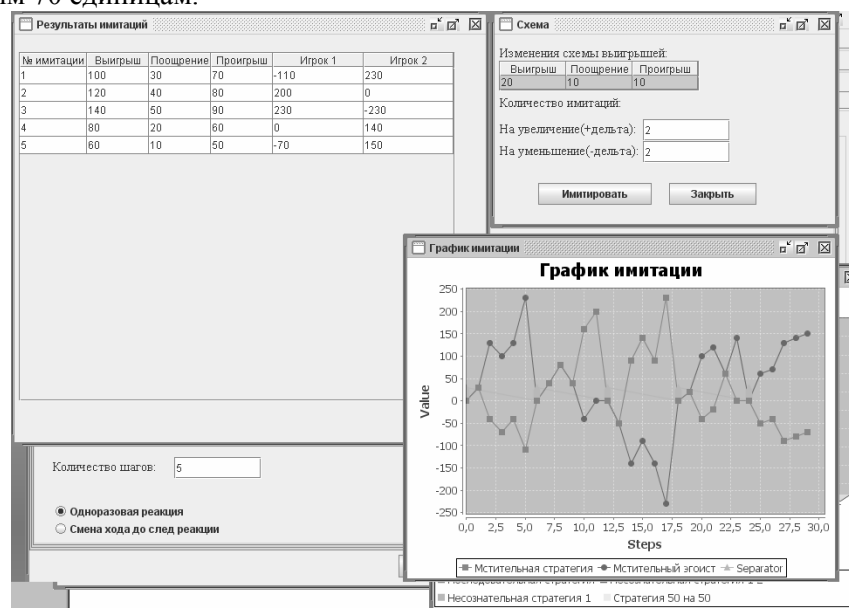 Результаты имитаций
№ имитации Выигрыш Поощрение Проигрыш Игрок 1 Игрок 2
1 100 30 70 -110 230
2 120 40 80 200 0
3 140 50 90 230 -230
4 80 20 60 0 140
5 60 10 50 -70 150
Схема
Изменения схемы выигрышей:
Выигрыш Поощрение Проигрыш
20 10 10
Количество имитаций:
На увеличение(+дельта): 2
На уменьшение(-дельта): 2
Имитировать Закрыть
График имитации
График имитации
Value
250
200
150
100
50
0
-50
-100
-150
-200
-250
0,0 2,5 5,0 7,5 10,0 12,5 15,0 17,5 20,0 22,5 25,0 27,5 30,0
Steps
Мстительная стратегия Мстительный эгоист Separator
Количество шагов: 5
Одноразовая реакция
Смена хода до след реакции
Несознательная стратегия 1 Стратегия 50 на 50